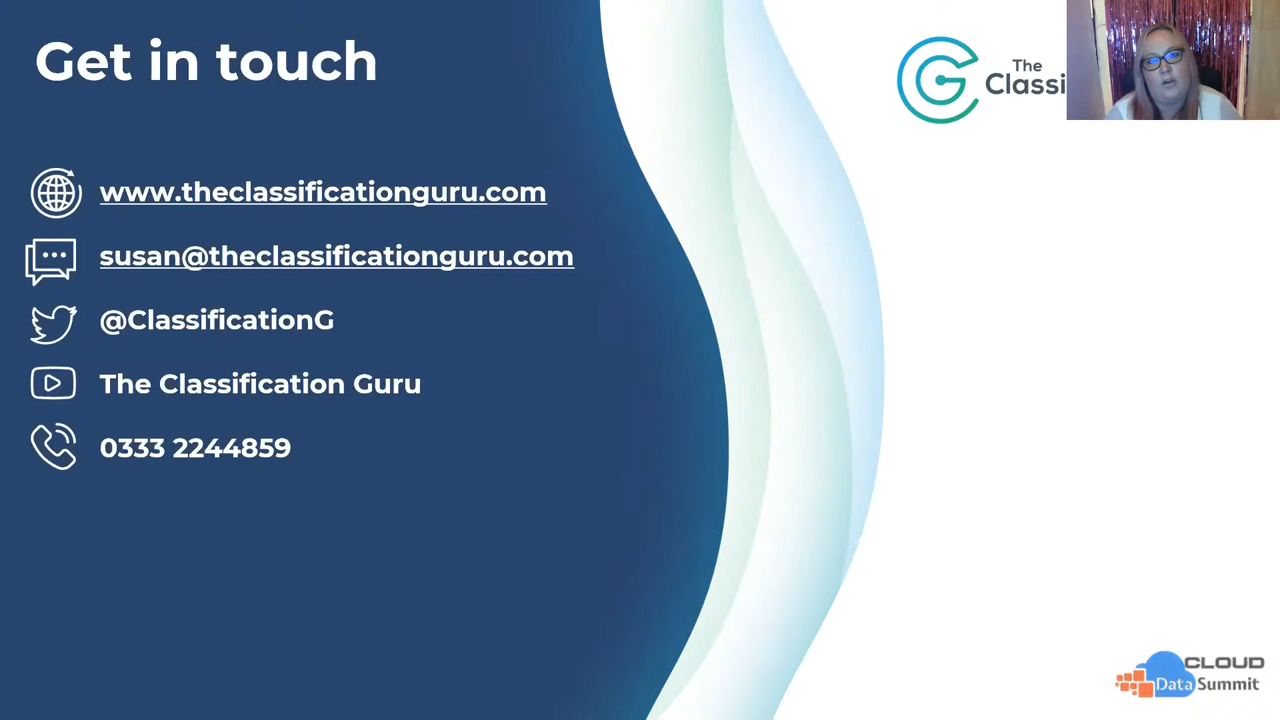 Get in touch
The
Classi
www.theclassificationguru.com
susan@theclassificationguru.com
@ClassificationG
The Classification Guru
0333 2244859
CLOUD
Data Summit